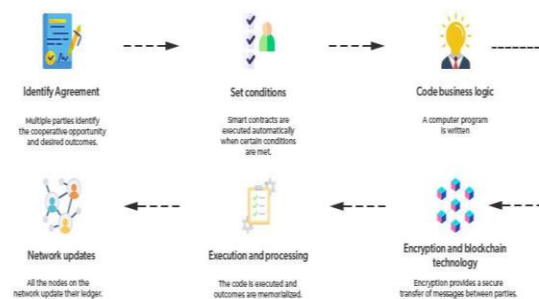 Identify Agreement
Multiple parties identify
the cooperative opportunity
and desired outcomes.
Set conditions
Smart contracts are
executed automatically
when certain conditions
are met.
Code business logic
A computer program
is written
Network updates
All the nodes on the
network update their ledger.
Execution and processing
The code is executed and
outcomes are memorialized.
Encryption and blockchain
technology
Encryption provides a secure
transfer of messages between parties.